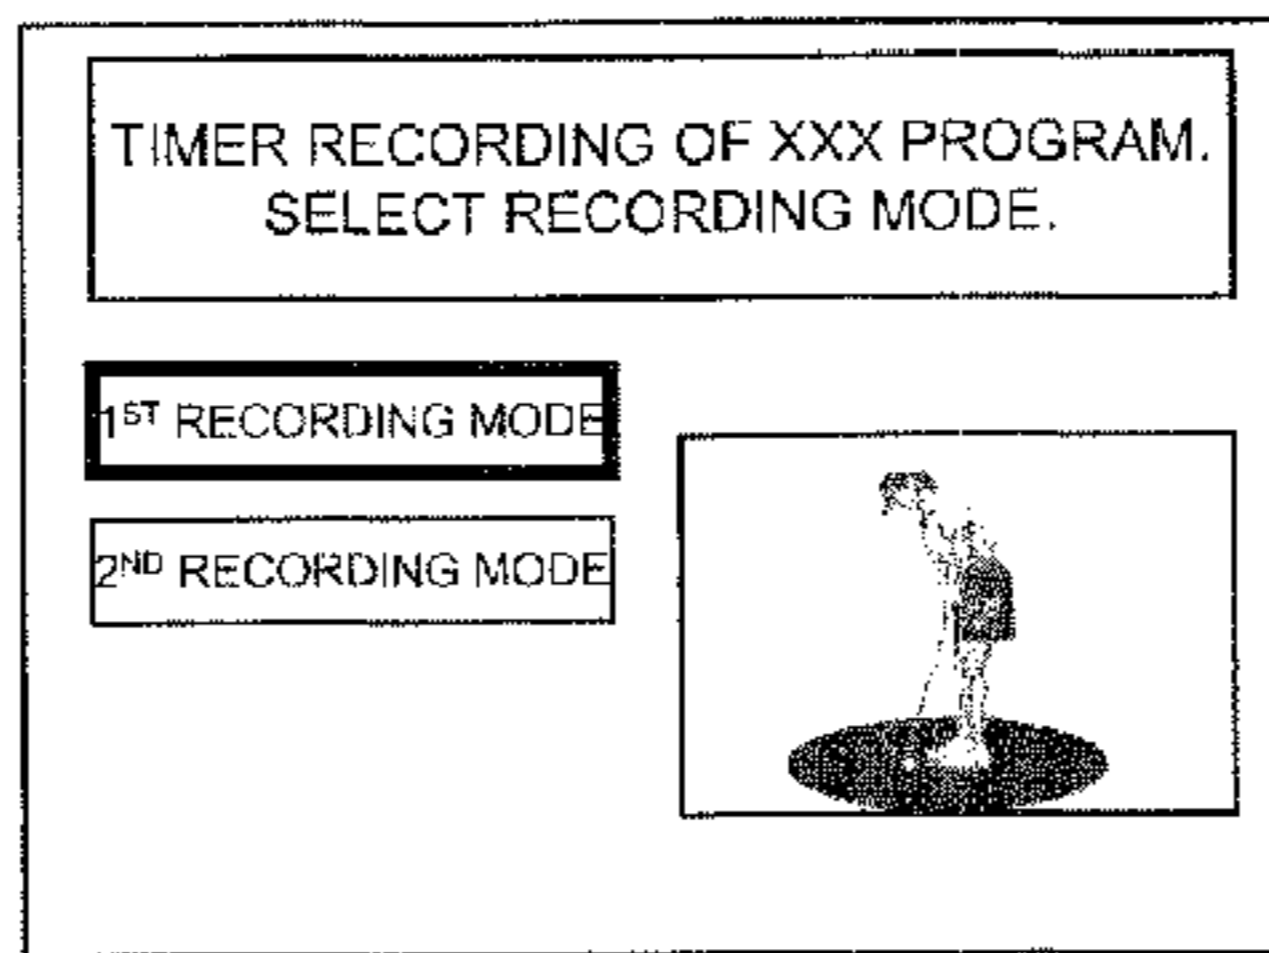 TIMER RECORDING OF XXX PROGRAM.
SELECT RECORDING MODE.
1ST RECORDING MODE
2ND RECORDING MODE